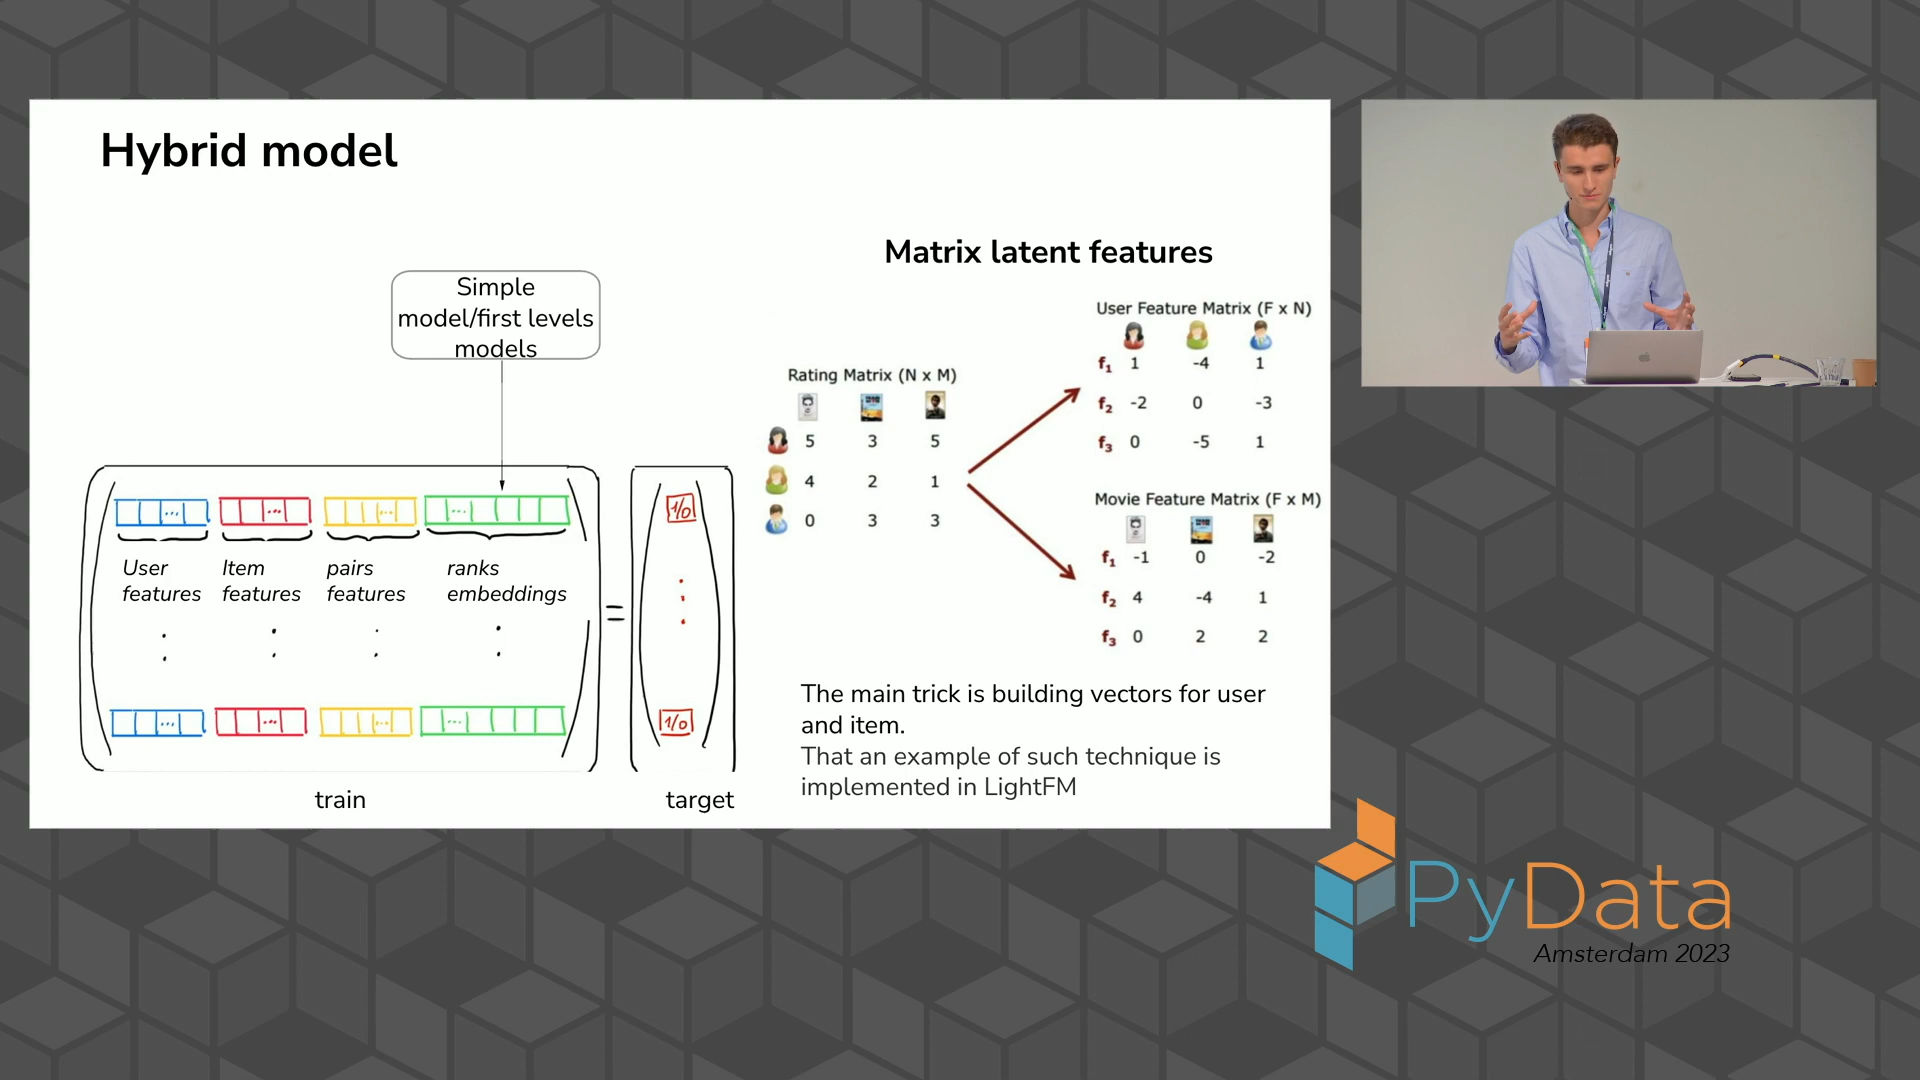 Hybrid model
Simple
model/first levels
models
User
features
Item
features
pairs
features
ranks
embeddings
=
1/0
1/0
train
target
Matrix latent features
Rating Matrix (N x M)
5 3 5
4 2 1
0 3 3
User Feature Matrix (F x N)
f1 1 -4 1
f2 -2 0 -3
f3 0 -5 1
Movie Feature Matrix (F x M)
f1 -1 0 -2
f2 4 -4 1
f3 0 2 2
The main trick is building vectors for user
and item.
That an example of such technique is
implemented in LightFM
PyData
Amsterdam 2023